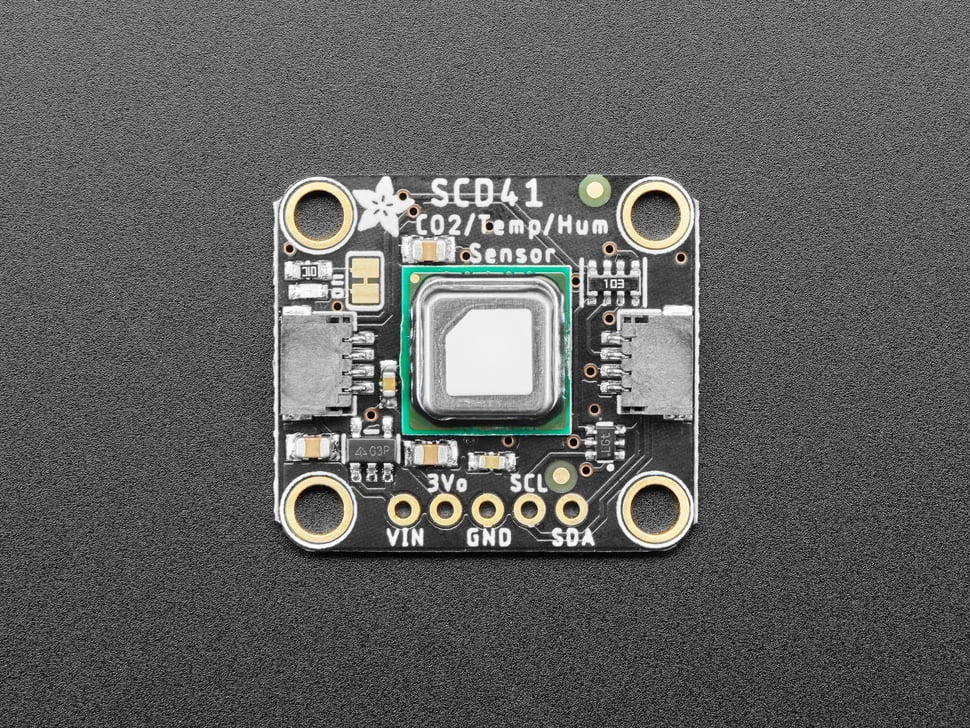 SCD41
CO2/Temp/Hum
Sensor
103
G3P
3Vo SCL
VIN GND SDA